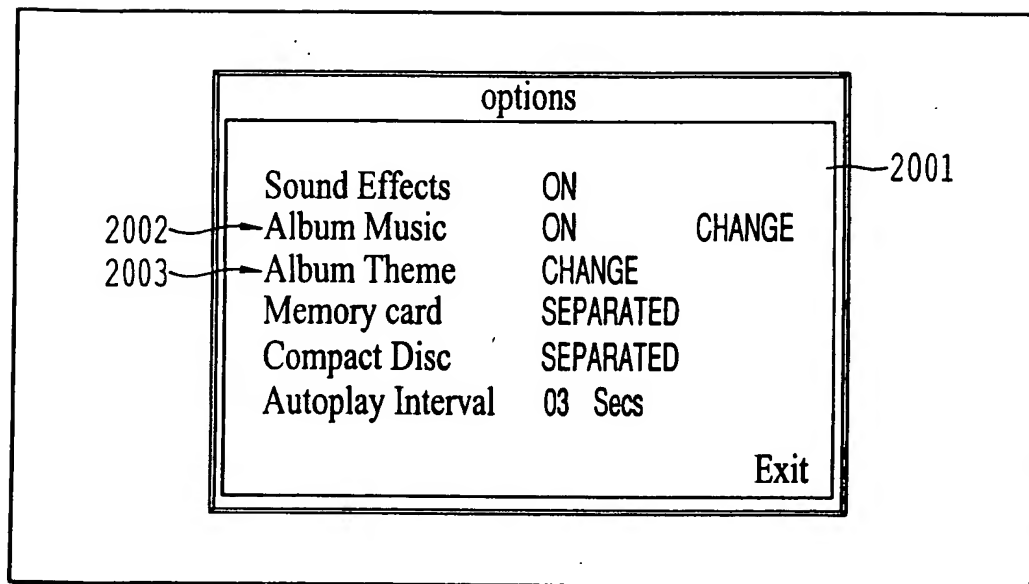 options
2001
Sound Effects ON
2002 Album Music ON CHANGE
2003 Album Theme CHANGE
Memory card SEPARATED
Compact Disc SEPARATED
Autoplay Interval 03 Secs
Exit